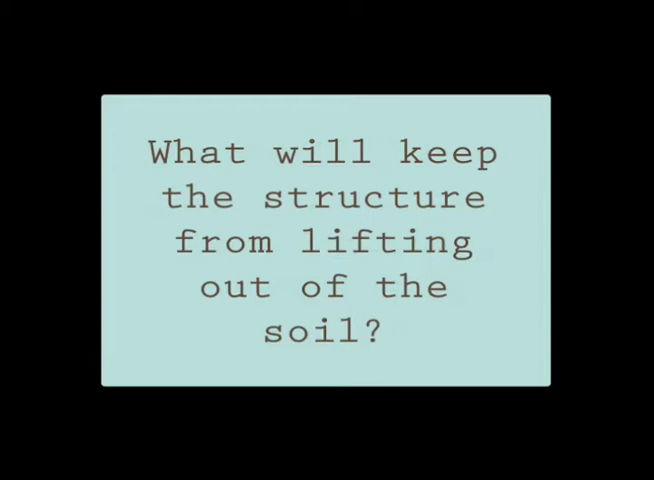 What will keep
the structure
from lifting
out of the
soil?